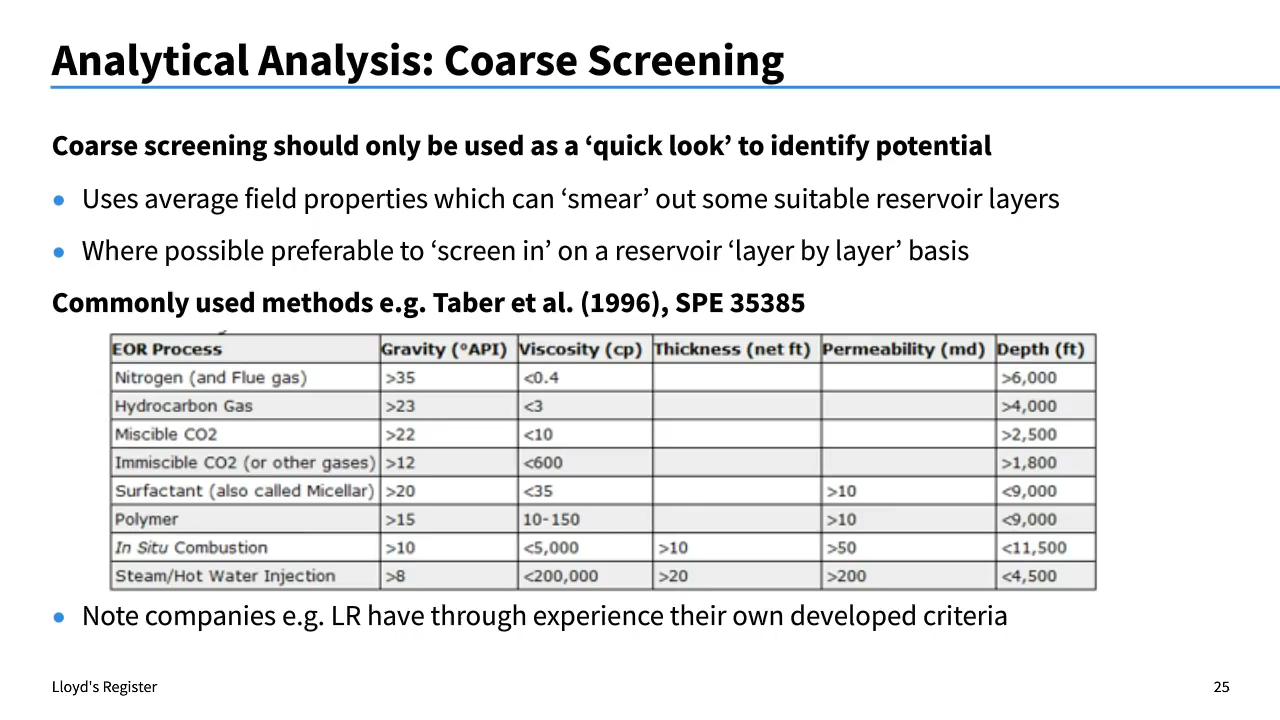 Analytical Analysis: Coarse Screening
Coarse screening should only be used as a ‘quick look’ to identify potential
• Uses average field properties which can ‘smear’ out some suitable reservoir layers
• Where possible preferable to ‘screen in’ on a reservoir ‘layer by layer’ basis
Commonly used methods e.g. Taber et al. (1996), SPE 35385
EOR Process Gravity (°API) Viscosity (cp) Thickness (net ft) Permeability (md) Depth (ft)
Nitrogen (and Flue gas) >35 <0.4 >6,000
Hydrocarbon Gas >23 <3 >4,000
Miscible CO2 >22 <10 >2,500
Immiscible CO2 (or other gases) >12 <600 >1,800
Surfactant (also called Micellar) >20 <35 >10 <9,000
Polymer >15 10-150 >10 <9,000
In Situ Combustion >10 <5,000 >10 >50 <11,500
Steam/Hot Water Injection >8 <200,000 >20 >200 <4,500
• Note companies e.g. LR have through experience their own developed criteria
Lloyd's Register 25